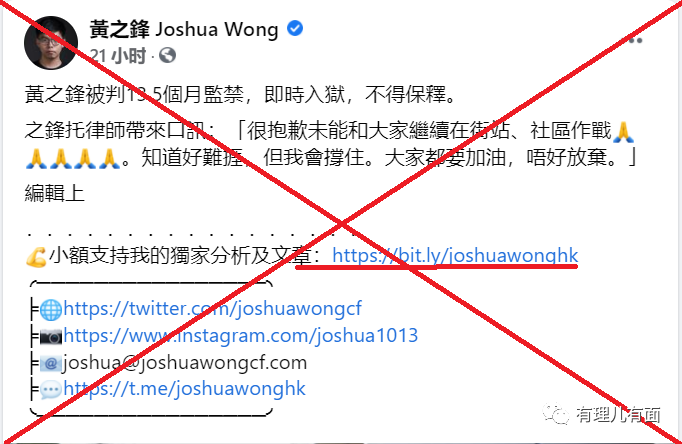 黃之鋒 Joshua Wong
21 小时 ·
黃之鋒被判13.5個月監禁，即時入獄，不得保釋。
之鋒托律師帶來口訊：「很抱歉未能和大家繼續在街站、社區作戰🙏
🙏🙏🙏🙏。知道好難捱，但我會撐住。大家都要加油，唔好放棄。」
編輯上
. . . . . . . . . . . . . . . . . .
💪小額支持我的獨家分析及文章：https://bit.ly/joshuawonghk
╭━━━━━━━━━━━━━━━━╮
┣🌐https://twitter.com/joshuawongcf
┣📷https://www.instagram.com/joshua1013
┣📧joshua@joshuawongcf.com
┣💬https://t.me/joshuawonghk
╰━━━━━━━━━━━━━━━━╯
有理儿有面